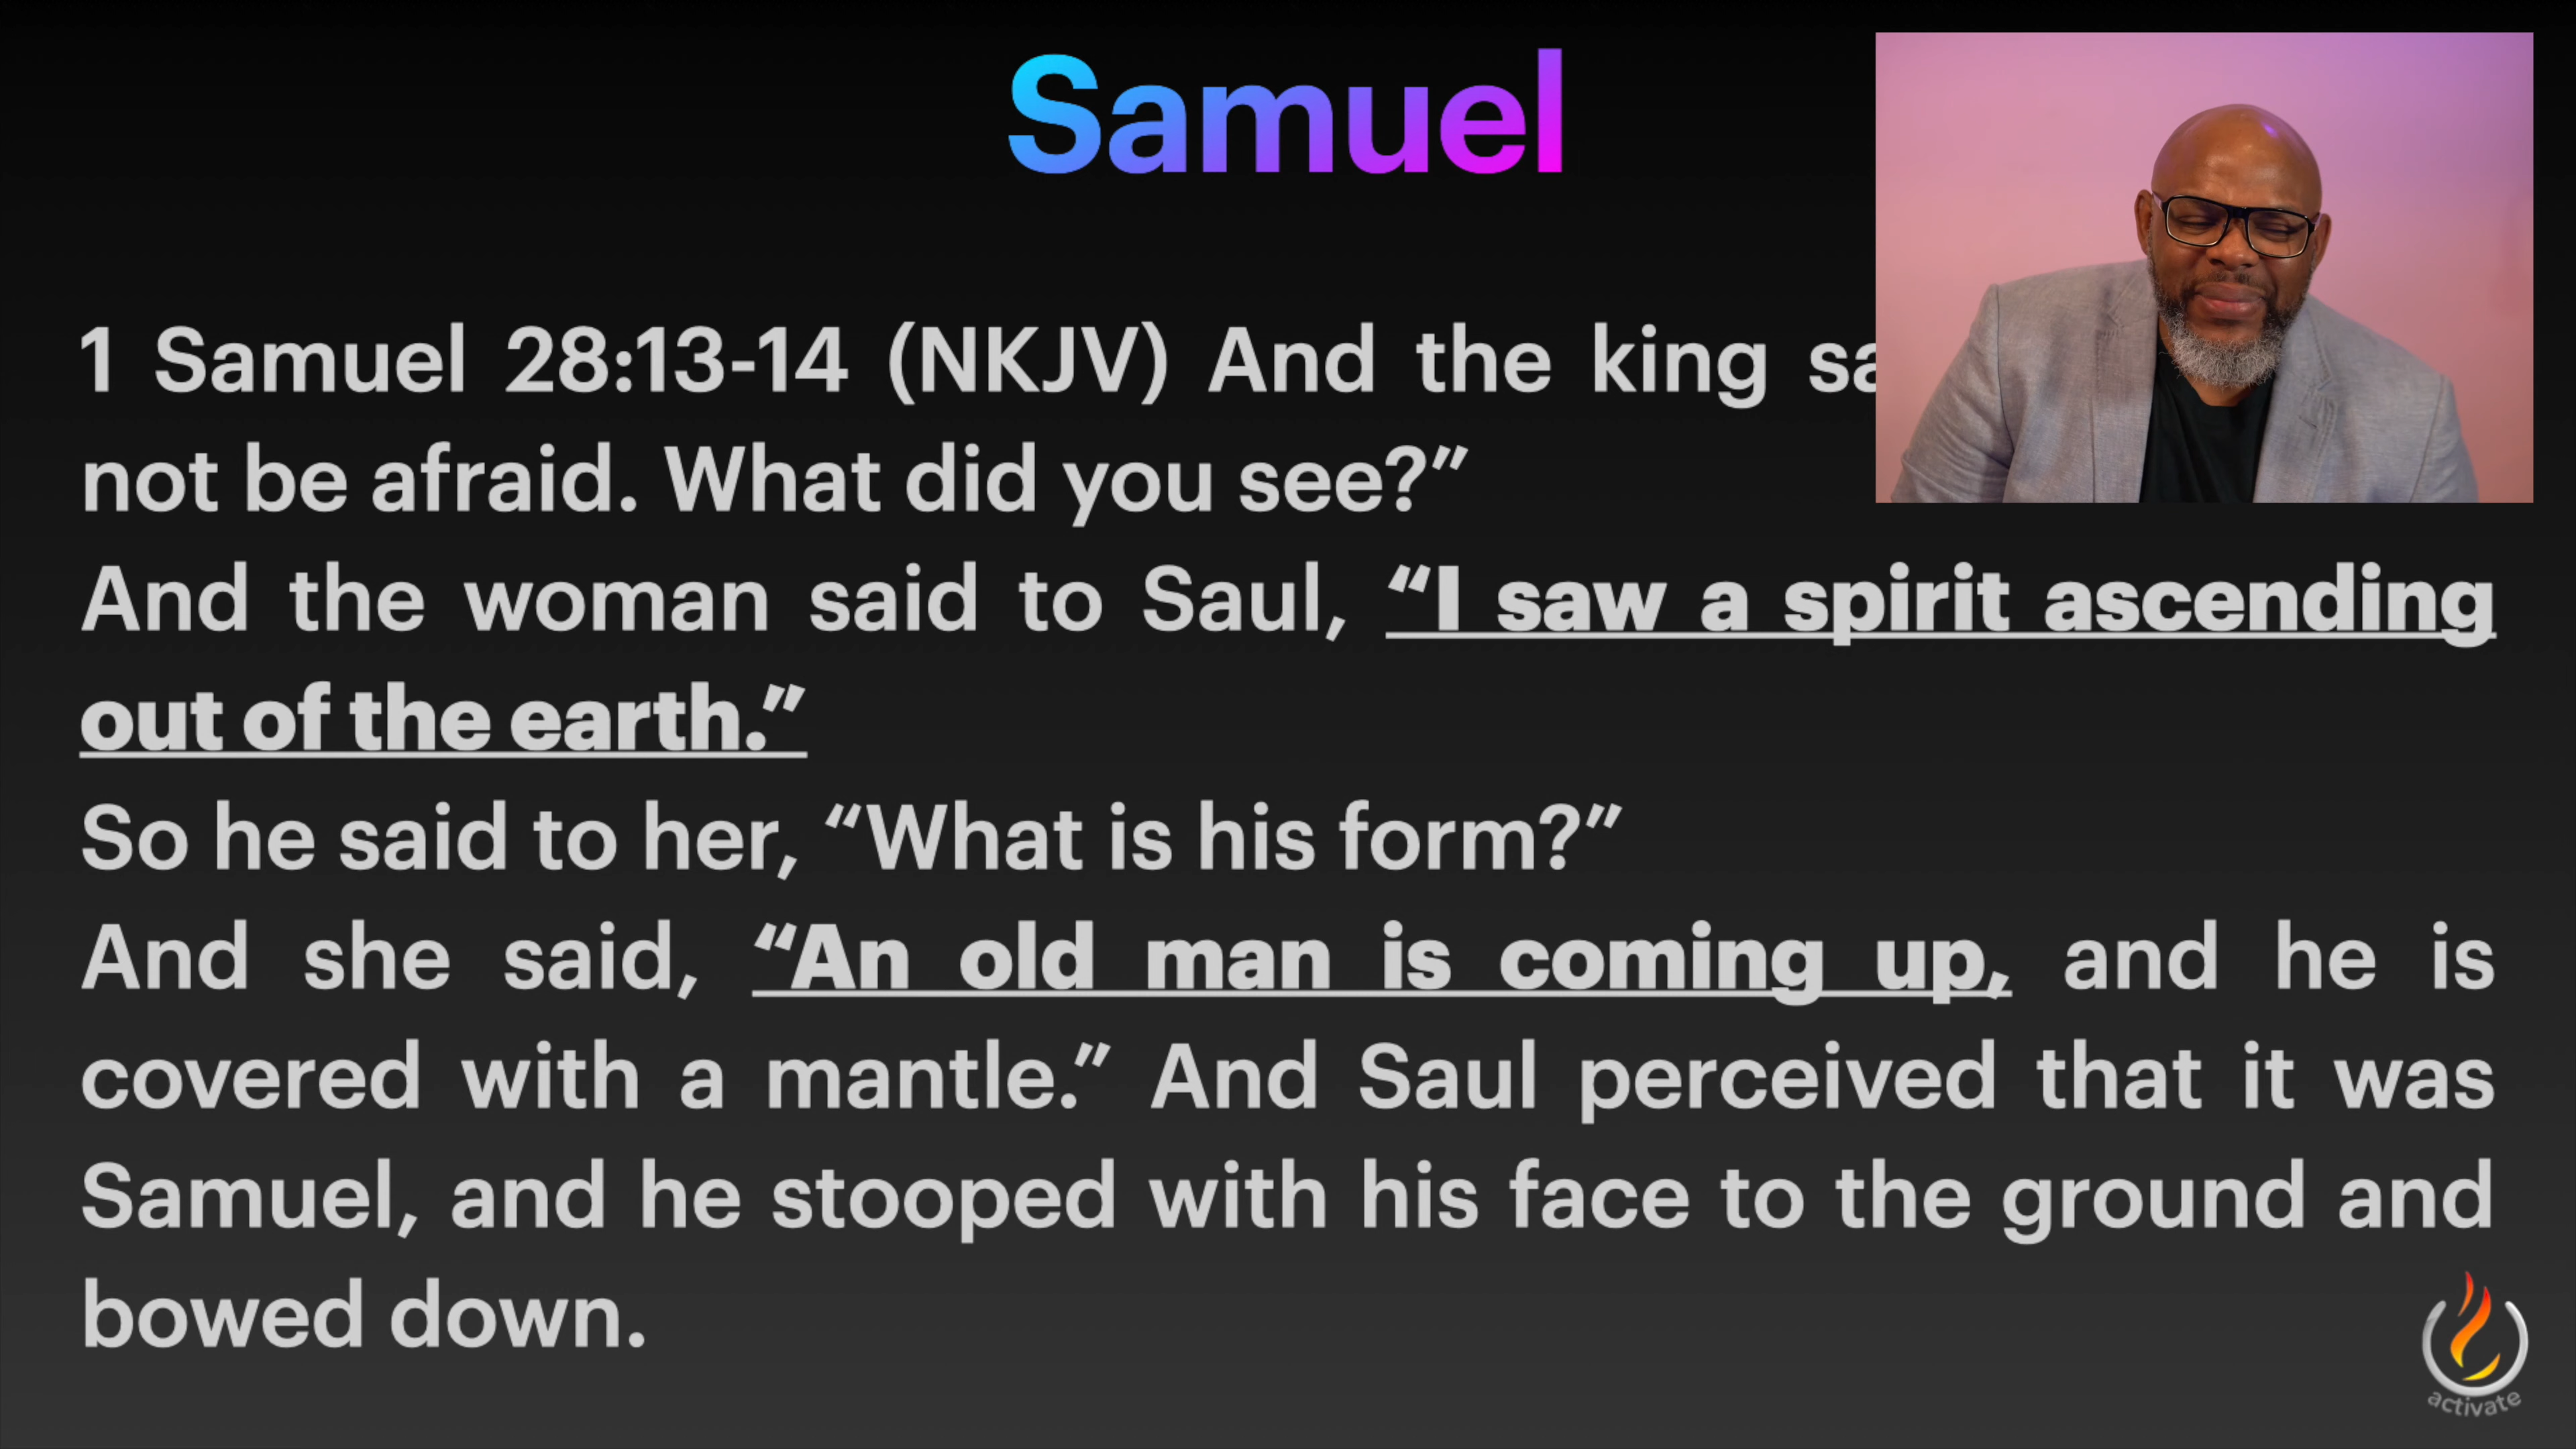 Samuel
1 Samuel 28:13-14 (NKJV) And the king
not be afraid. What did you see?”
And the woman said to Saul, “I saw a spirit ascending
out of the earth.”
So he said to her, “What is his form?”
And she said, “An old man is coming up, and he is
covered with a mantle.” And Saul perceived that it was
Samuel, and he stooped with his face to the ground and
bowed down.
activate